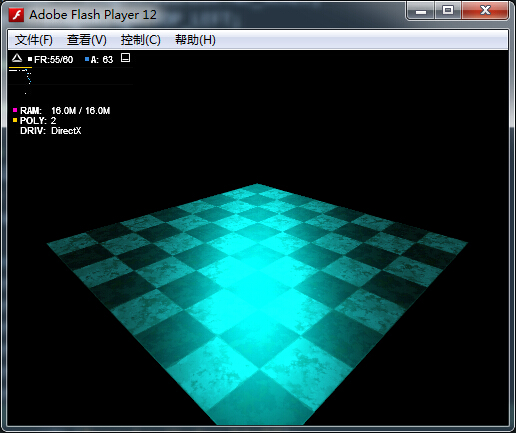 Adobe Flash Player 12
文件(F) 查看(V) 控制(C) 帮助(H)
FR:55/60 A: 63
RAM: 16.0M / 16.0M
POLY: 2
DRIV: DirectX